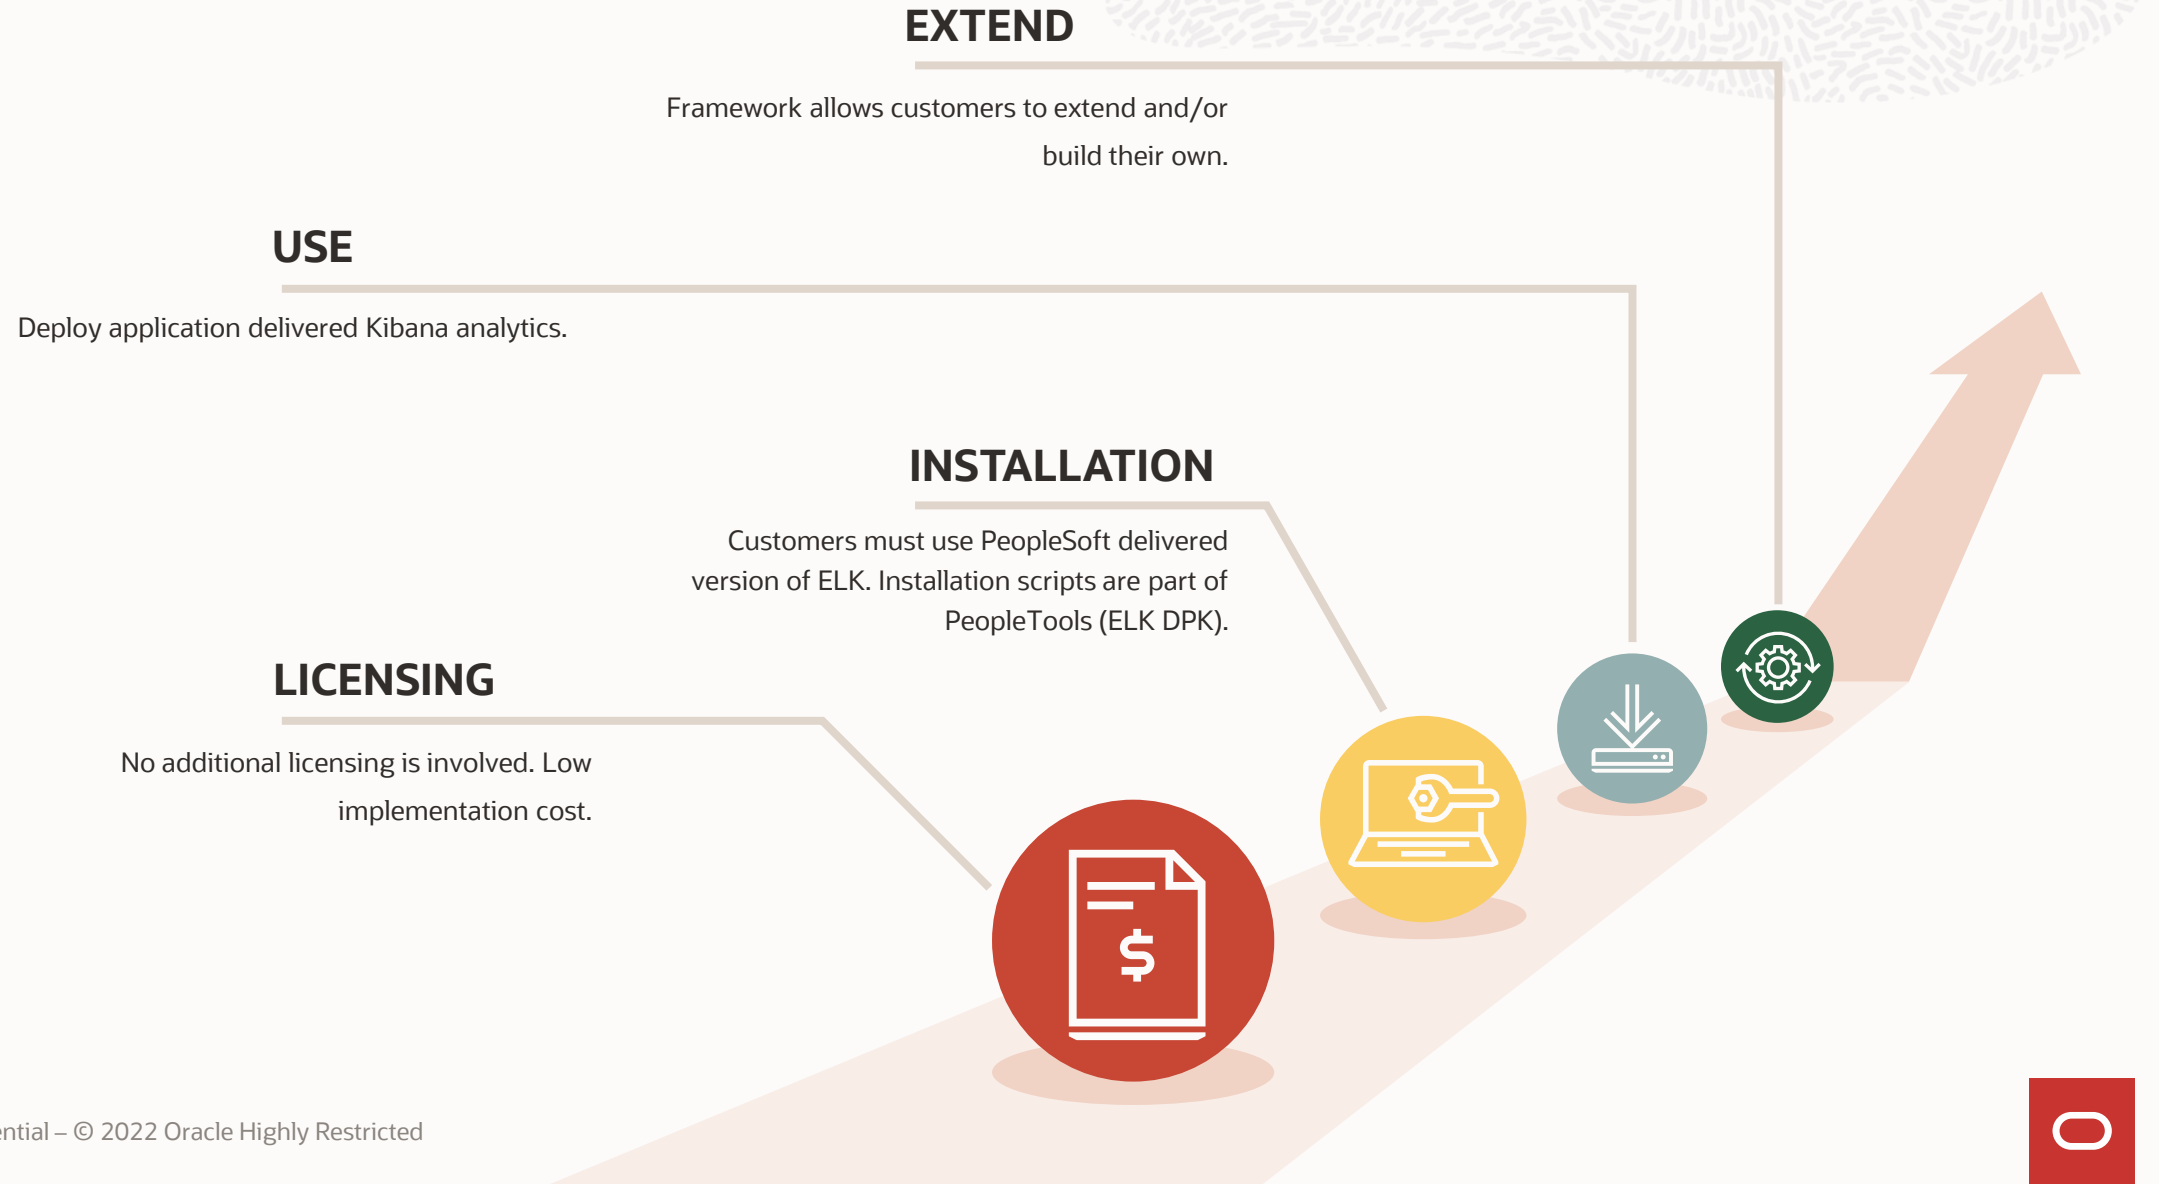 EXTEND
Framework allows customers to extend and/or
build their own.
USE
Deploy application delivered Kibana analytics.
INSTALLATION
Customers must use PeopleSoft delivered
version of ELK. Installation scripts are part of
PeopleTools (ELK DPK).
LICENSING
No additional licensing is involved. Low
implementation cost.
$
ential – © 2022 Oracle Highly Restricted